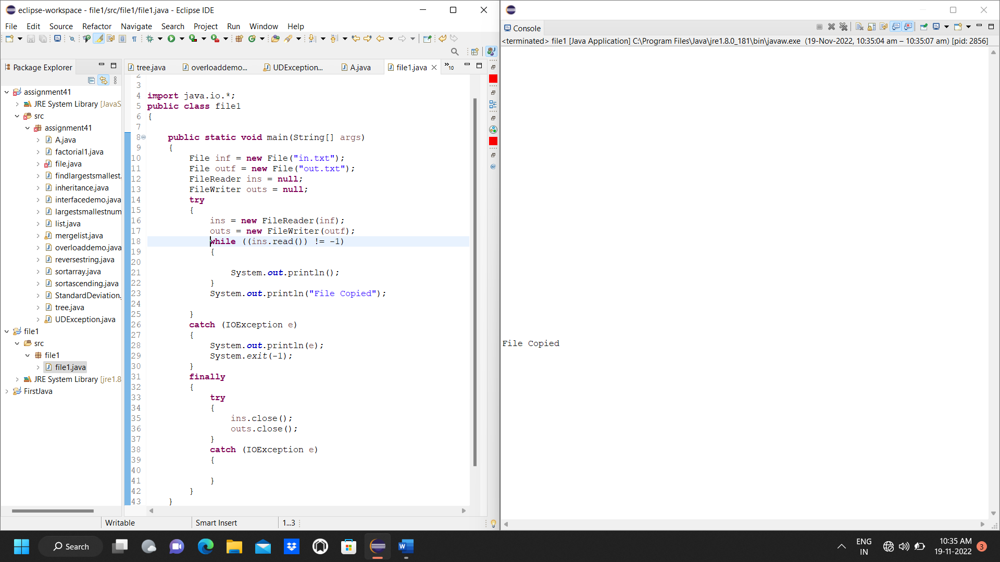 eclipse-workspace - file1/src/file1/file1.java - Eclipse IDE
File Edit Source Refactor Navigate Search Project Run Window Help
Package Explorer
assignment41
JRE System Library [JavaS
src
assignment41
A.java
factorial1.java
file.java
findlargestsmallest.
inheritance.java
interfacedemo.java
largestsmallestnum
list.java
mergelist.java
overloaddemo.java
reversestring.java
sortarray.java
sortascending.java
StandardDeviation.
tree.java
UDException.java
file1
src
file1
file1.java
JRE System Library [jre1.8
FirstJava
tree.java overloaddemo... UDException... A.java file1.java »10
2
3
4 import java.io.*;
5 public class file1
6 {
7
8 public static void main(String[] args)
9 {
10 File inf = new File("in.txt");
11 File outf = new File("out.txt");
12 FileReader ins = null;
13 FileWriter outs = null;
14 try
15 {
16 ins = new FileReader(inf);
17 outs = new FileWriter(outf);
18 while ((ins.read()) != -1)
19 {
20
21 System.out.println();
22 }
23 System.out.println("File Copied");
24
25 }
26 catch (IOException e)
27 {
28 System.out.println(e);
29 System.exit(-1);
30 }
31 finally
32 {
33 try
34 {
35 ins.close();
36 outs.close();
37 }
38 catch (IOException e)
39 {
40
41 }
42 }
43 }
Writable Smart Insert 1...3
Console
<terminated> file1 [Java Application] C:\Program Files\Java\jre1.8.0_181\bin\javaw.exe (19-Nov-2022, 10:35:04 am – 10:35:07 am) [pid: 2856]
File Copied
Search
ENG
IN
10:35 AM
19-11-2022
3